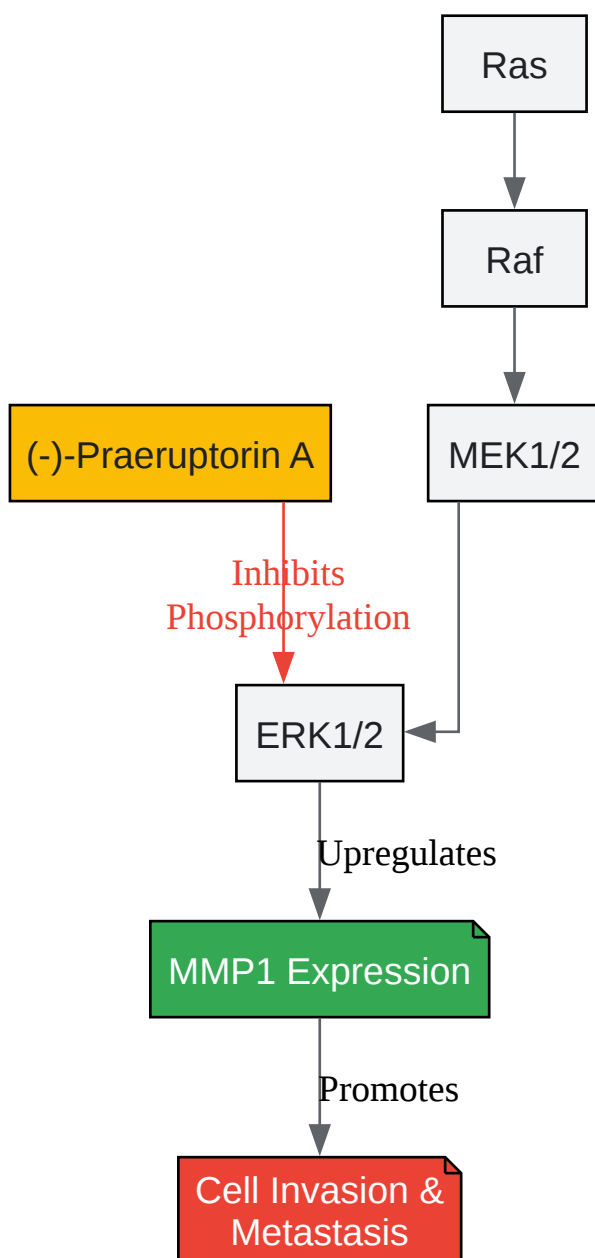 Ras
Raf
(-)-Praeruptorin A
MEK1/2
Inhibits
Phosphorylation
ERK1/2
Upregulates
MMP1 Expression
Promotes
Cell Invasion &
Metastasis